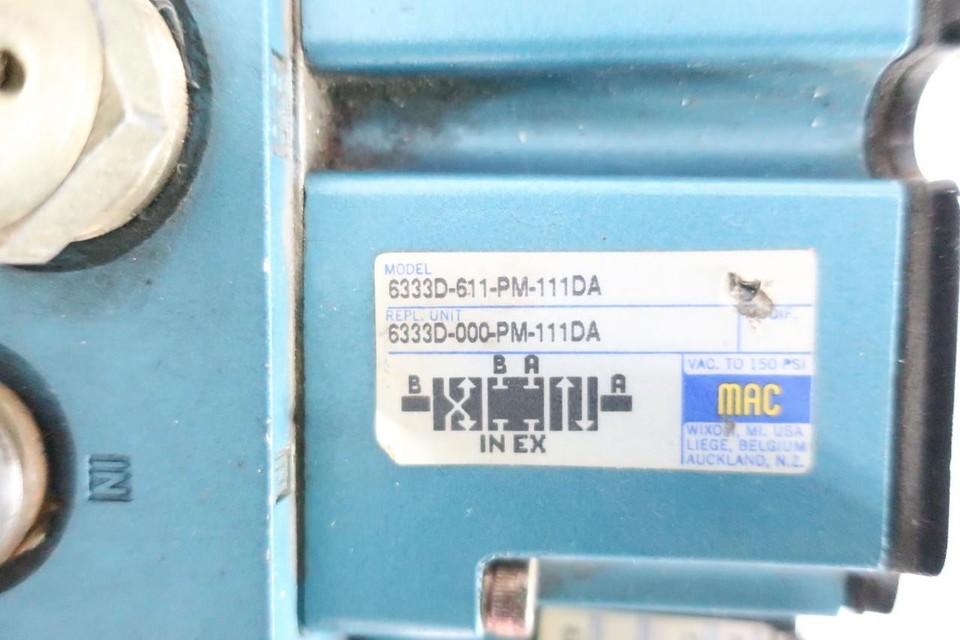 MODEL
6333D-611-PM-111DA
REPL. UNIT
6333D-000-PM-111DA
B A
B A
IN EX
VAC. TO 150 PSI
MAC
WIXOM, MI. USA
LIEGE, BELGIUM
AUCKLAND, N.Z.
IN